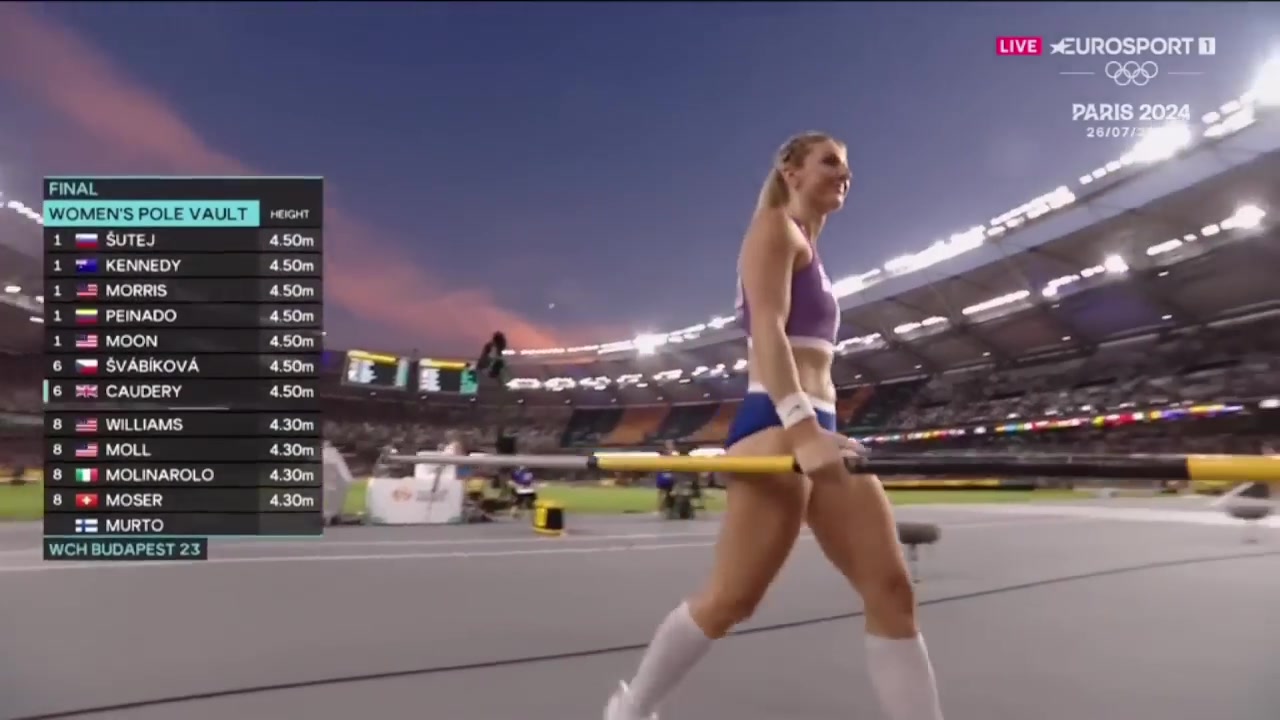 LIVE EUROSPORT 1
PARIS 2024
FINAL
WOMEN'S POLE VAULT HEIGHT
1 ŠUTEJ 4.50m
1 KENNEDY 4.50m
1 MORRIS 4.50m
1 PEINADO 4.50m
1 MOON 4.50m
6 ŠVÁBÍKOVÁ 4.50m
6 CAUDERY 4.50m
8 WILLIAMS 4.30m
8 MOLL 4.30m
8 MOLINAROLO 4.30m
8 MOSER 4.30m
MURTO
WCH BUDAPEST 23